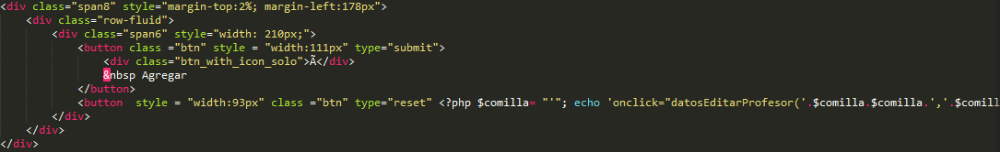 <div class="span8" style="margin-top:2%; margin-left:178px">
<div class="row-fluid">
<div class="span6" style="width: 210px;">
<button class ="btn" style = "width:111px" type="submit">
<div class="btn_with_icon_solo">Ã</div>
&nbsp Agregar
</button>
<button  style = "width:93px" class ="btn" type="reset" <?php $comilla= "'"; echo 'onclick="datosEditarProfesor('.$comilla.$comilla.','.$comill
</div>
</div>
</div>